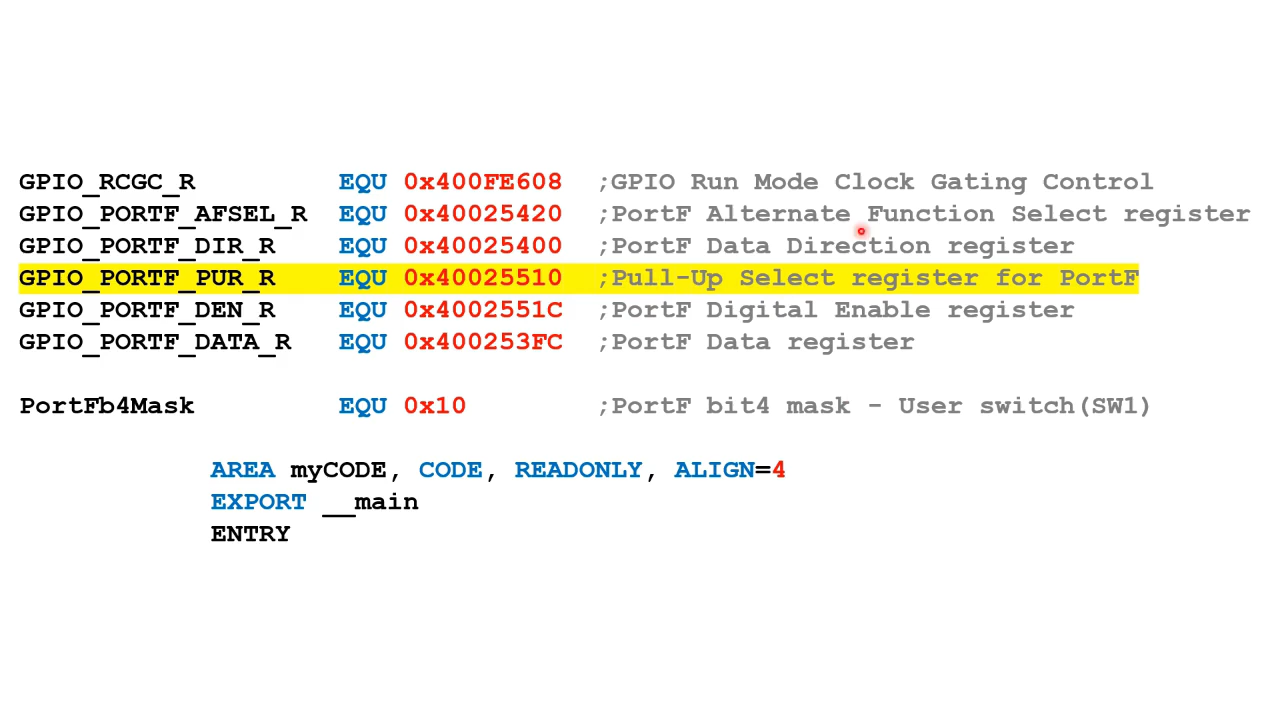 GPIO_RCGC_R EQU 0x400FE608 ;GPIO Run Mode Clock Gating Control
GPIO_PORTF_AFSEL_R EQU 0x40025420 ;PortF Alternate Function Select register
GPIO_PORTF_DIR_R EQU 0x40025400 ;PortF Data Direction register
GPIO_PORTF_PUR_R EQU 0x40025510 ;Pull-Up Select register for PortF
GPIO_PORTF_DEN_R EQU 0x4002551C ;PortF Digital Enable register
GPIO_PORTF_DATA_R EQU 0x400253FC ;PortF Data register
PortFb4Mask EQU 0x10 ;PortF bit4 mask - User switch(SW1)
AREA myCODE, CODE, READONLY, ALIGN=4
EXPORT __main
ENTRY